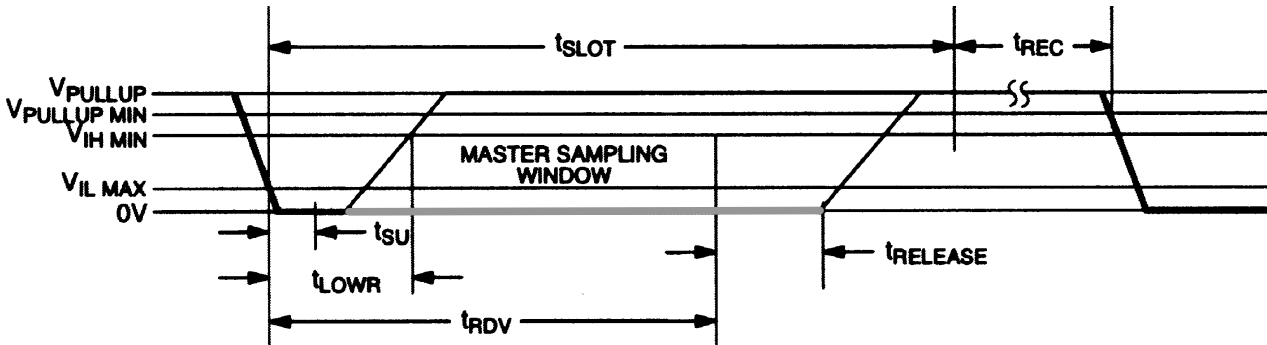 tSLOT
tREC
VPULLUP
VPULLUP MIN
VIH MIN
MASTER SAMPLING
WINDOW
VIL MAX
0V
tSU
tRELEASE
tLOWR
tRDV